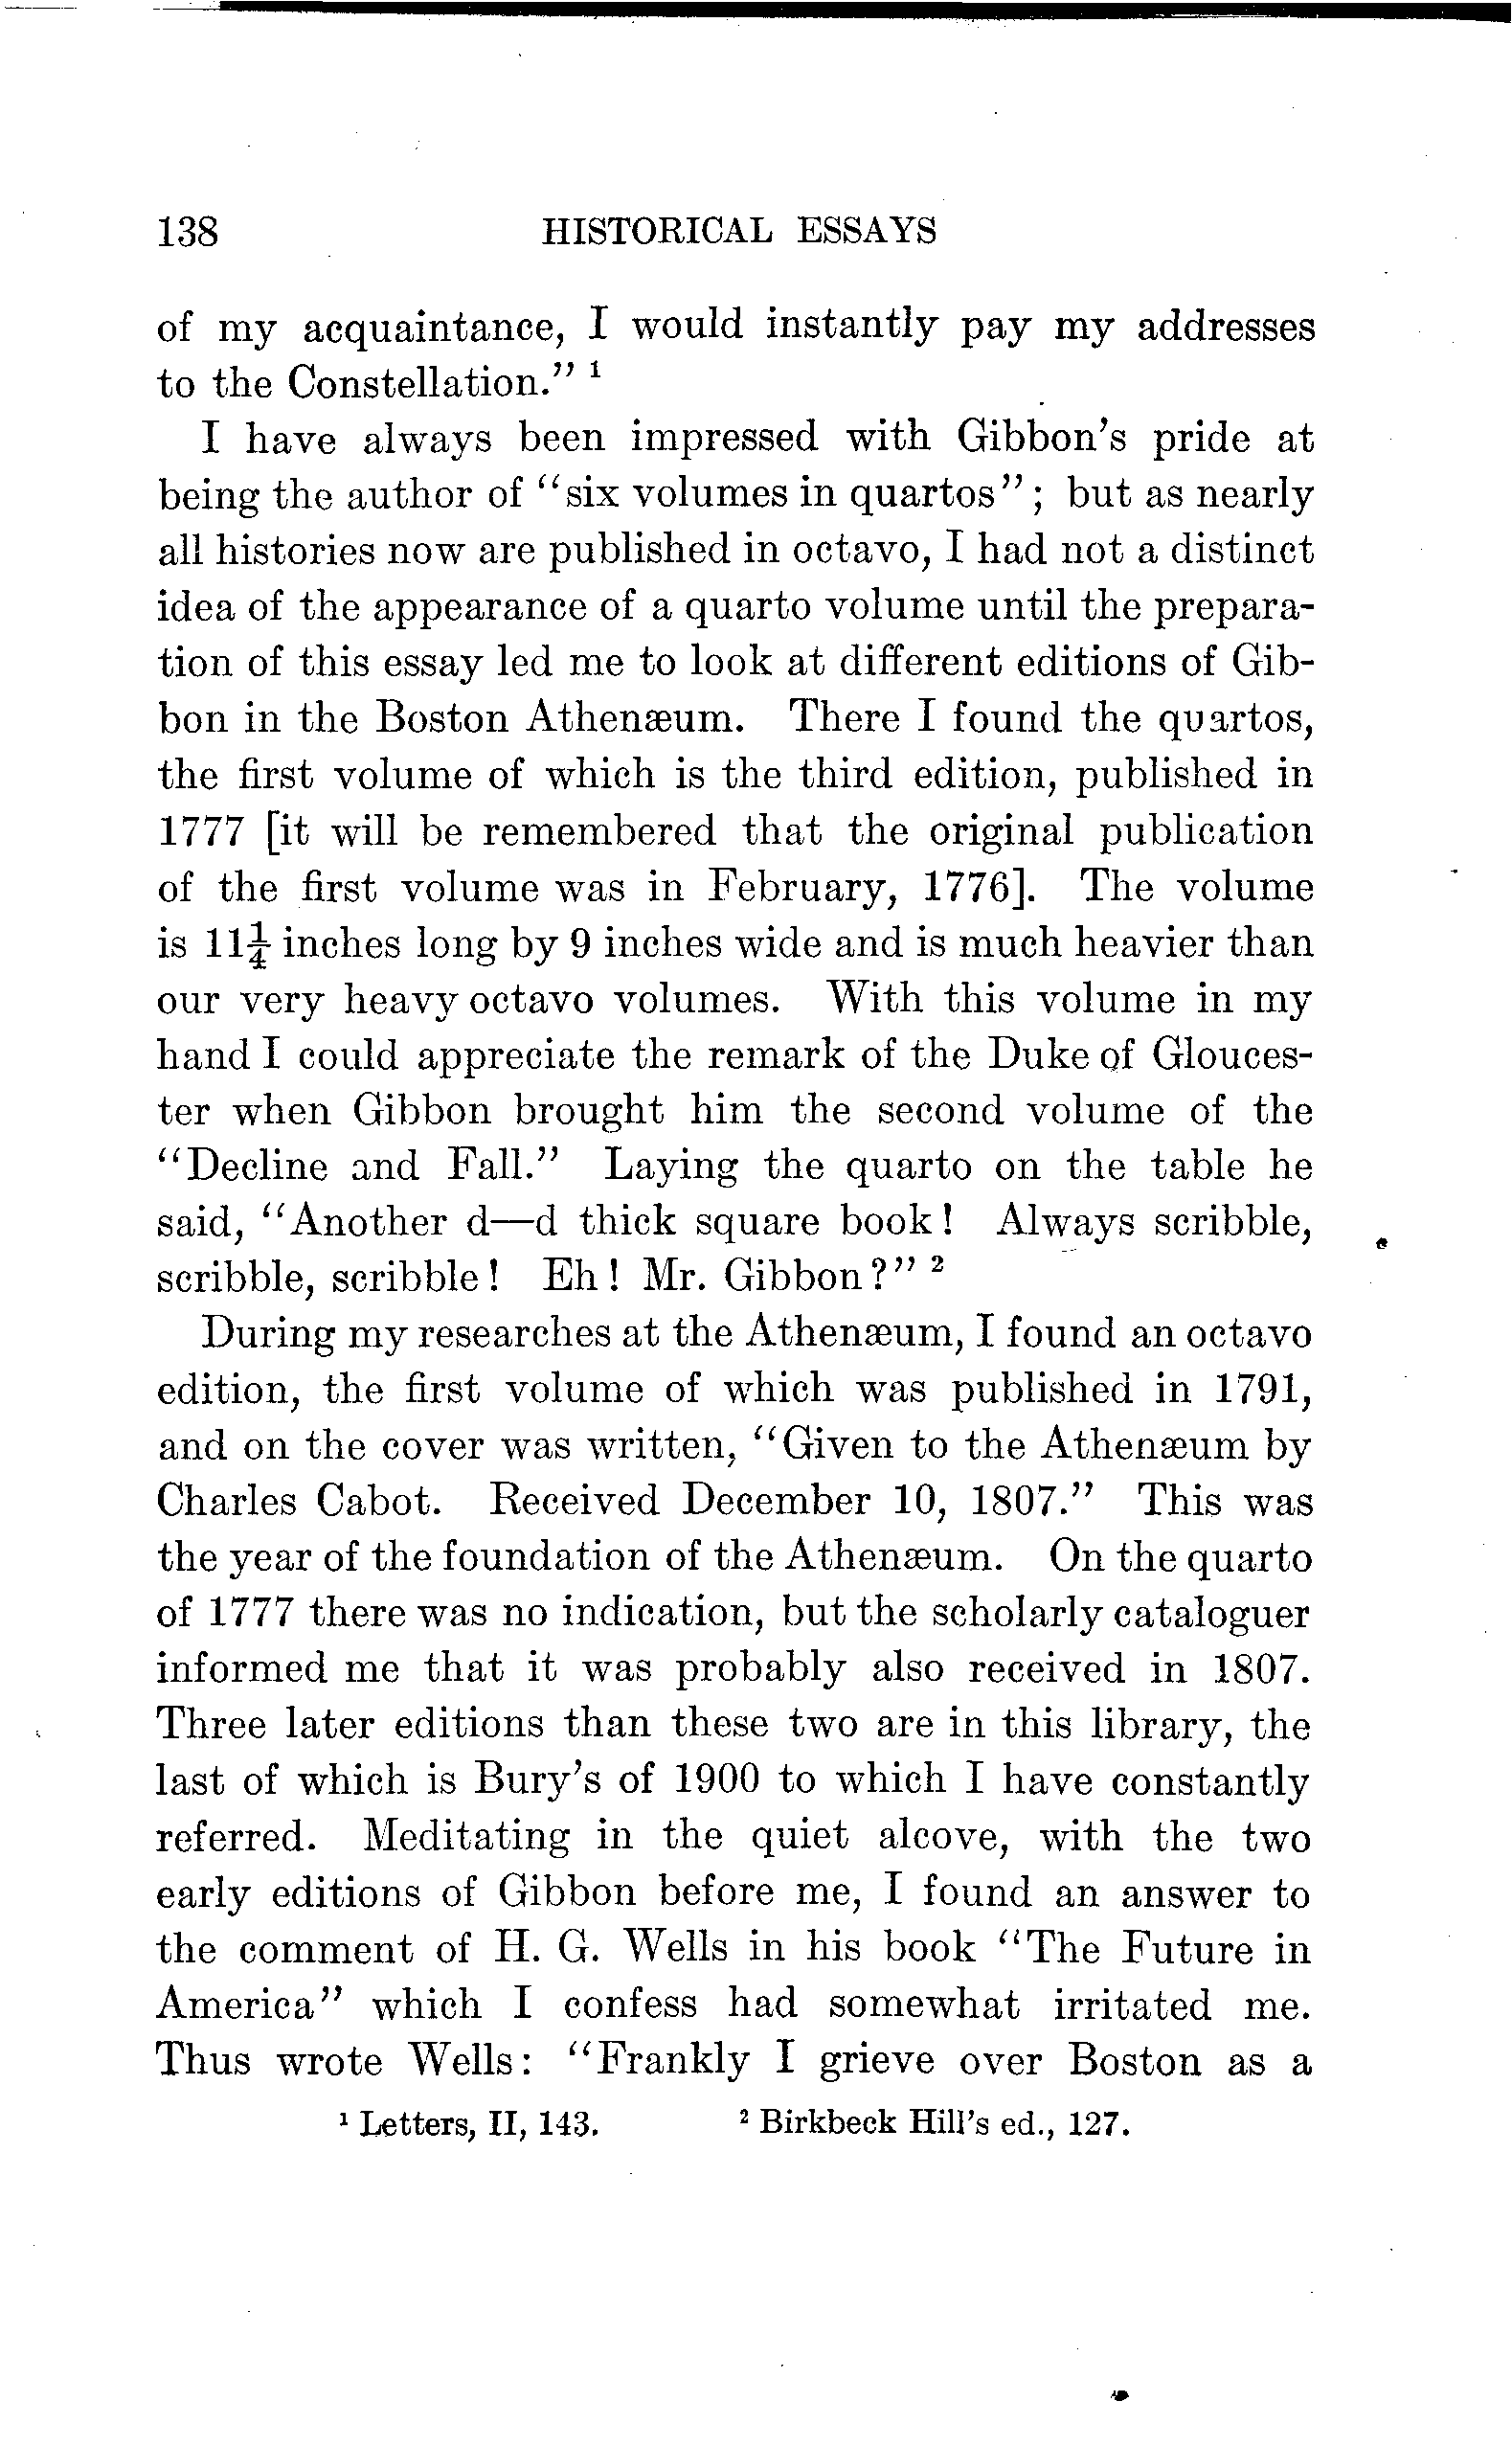 138 HISTORICAL ESSAYS
of my acquaintance, I would instantly pay my addresses
to the Constellation.” ¹
I have always been impressed with Gibbon’s pride at
being the author of “six volumes in quartos”; but as nearly
all histories now are published in octavo, I had not a distinct
idea of the appearance of a quarto volume until the prepara-
tion of this essay led me to look at different editions of Gib-
bon in the Boston Athenæum. There I found the quartos,
the first volume of which is the third edition, published in
1777 [it will be remembered that the original publication
of the first volume was in February, 1776]. The volume
is 11¼ inches long by 9 inches wide and is much heavier than
our very heavy octavo volumes. With this volume in my
hand I could appreciate the remark of the Duke of Glouces-
ter when Gibbon brought him the second volume of the
“Decline and Fall.” Laying the quarto on the table he
said, “Another d—d thick square book! Always scribble,
scribble, scribble! Eh! Mr. Gibbon?” ²
During my researches at the Athenæum, I found an octavo
edition, the first volume of which was published in 1791,
and on the cover was written, “Given to the Athenæum by
Charles Cabot. Received December 10, 1807.” This was
the year of the foundation of the Athenæum. On the quarto
of 1777 there was no indication, but the scholarly cataloguer
informed me that it was probably also received in 1807.
Three later editions than these two are in this library, the
last of which is Bury’s of 1900 to which I have constantly
referred. Meditating in the quiet alcove, with the two
early editions of Gibbon before me, I found an answer to
the comment of H. G. Wells in his book “The Future in
America” which I confess had somewhat irritated me.
Thus wrote Wells: “Frankly I grieve over Boston as a
¹ Letters, II, 143. ² Birkbeck Hill’s ed., 127.